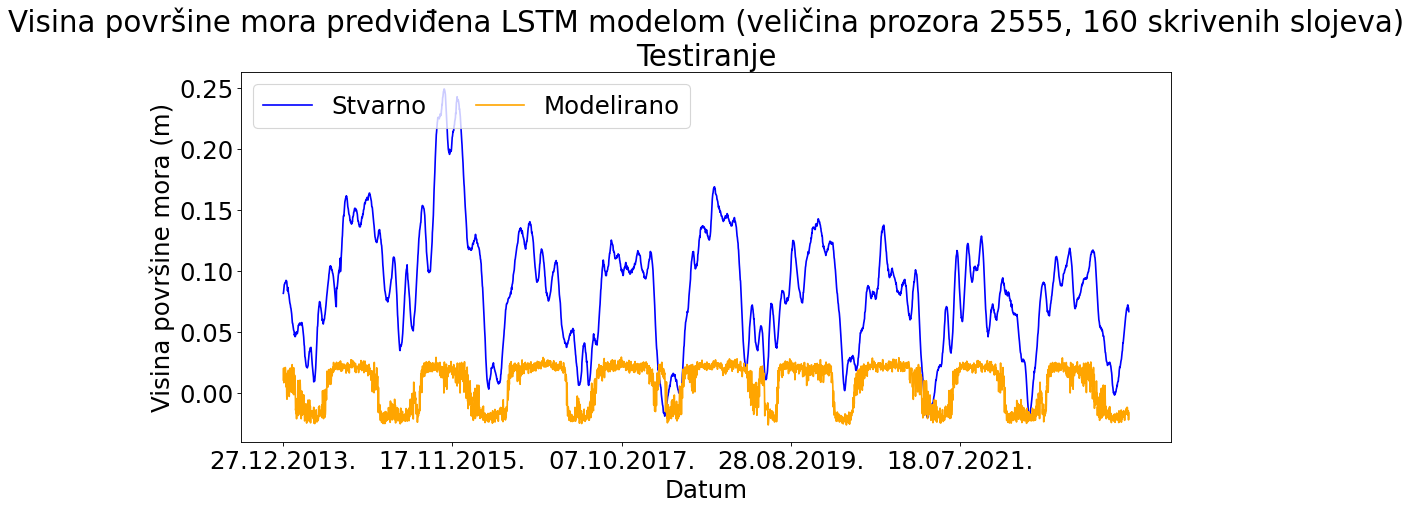 Visina površine mora predviđena LSTM modelom (veličina prozora 2555, 160 skrivenih slojeva)
Testiranje
Stvarno
Modelirano
Visina površine mora (m)
0.25
0.20
0.15
0.10
0.05
0.00
27.12.2013.
17.11.2015.
07.10.2017.
28.08.2019.
18.07.2021.
Datum